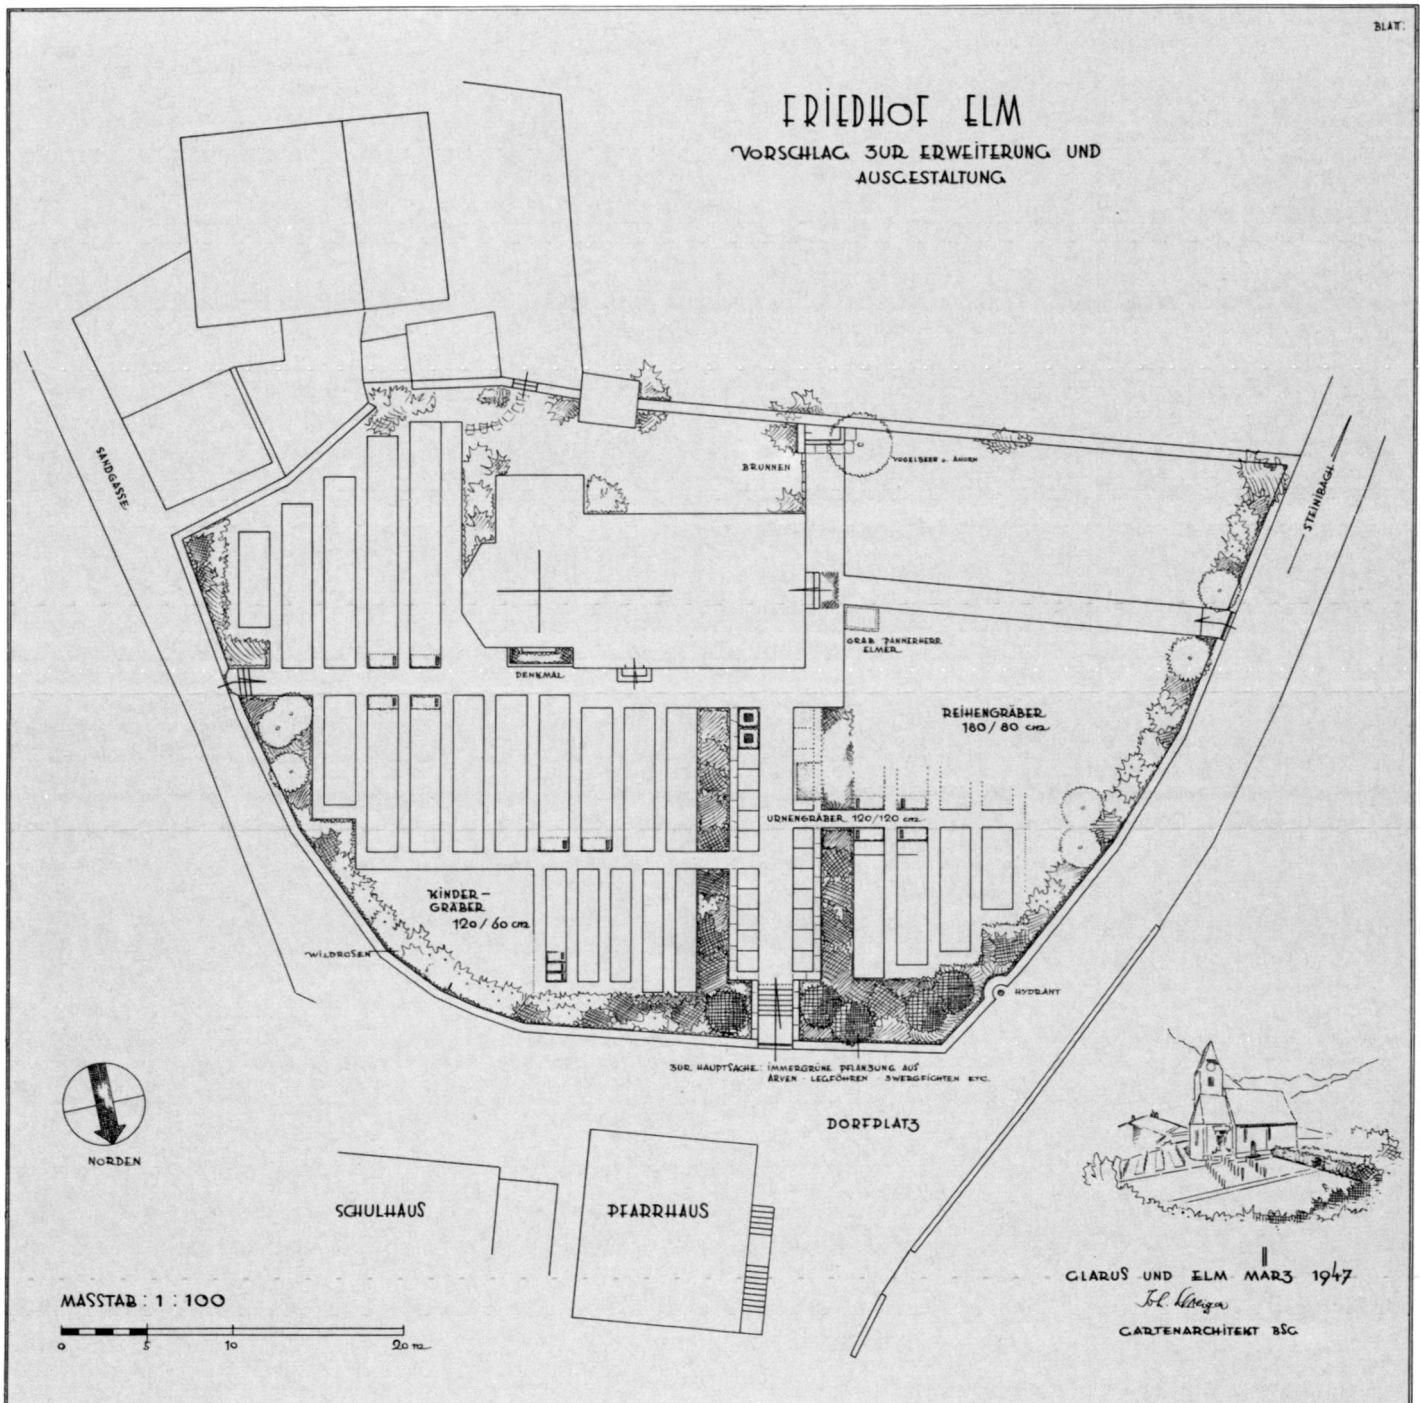 BLATT:
FRIEDHOF ELM
VORSCHLAG ZUR ERWEITERUNG UND
AUSGESTALTUNG
SANDGASSE
BRUNNEN
VOGELBEER u. AHORN
STEINIBACH
GRAB PANNERHERR
ELMER
DENKMAL
REIHENGRÄBER
180/80 cm
URNENGRÄBER 120/120 cm
KINDER-
GRÄBER
120/60 cm
WILDROSEN
HYDRANT
ZUR HAUPTSACHE: IMMERGRÜNE PFLANZUNG AUS
ARVEN - LEGFÖHREN - ZWERGFICHTEN ETC.
DORFPLATZ
NORDEN
SCHULHAUS
PFARRHAUS
MASSTAB: 1:100
0 5 10 20 m
GLARUS UND ELM MÄRZ 1947
Joh.
GARTENARCHITEKT BSG